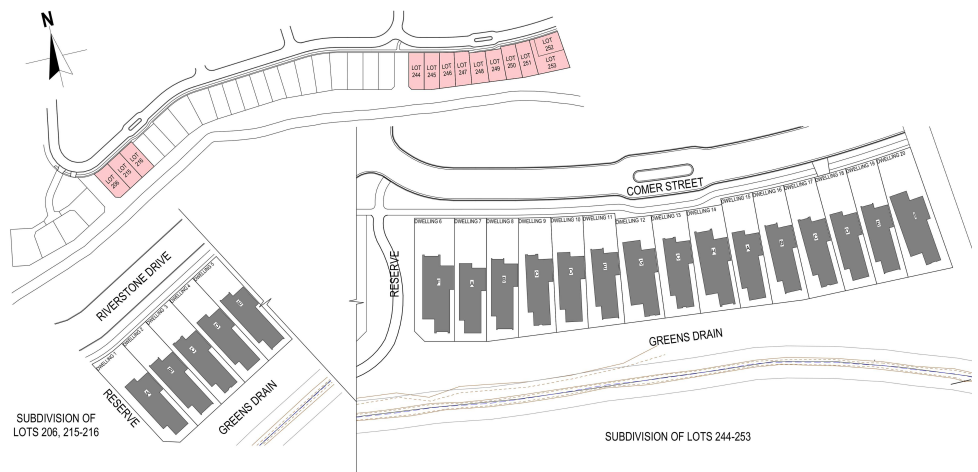 N
LOT
206
LOT
215
LOT
216
LOT
244
LOT
245
LOT
246
LOT
247
LOT
248
LOT
249
LOT
250
LOT
251
LOT
252
LOT
253
RIVERSTONE DRIVE
DWELLING 1
DWELLING 2
DWELLING 3
DWELLING 4
DWELLING 5
RESERVE
GREENS DRAIN
SUBDIVISION OF
LOTS 206, 215-216
COMER STREET
RESERVE
DWELLING 6
DWELLING 7
DWELLING 8
DWELLING 9
DWELLING 10
DWELLING 11
DWELLING 12
DWELLING 13
DWELLING 14
DWELLING 15
DWELLING 16
DWELLING 17
DWELLING 18
DWELLING 19
DWELLING 20
GREENS DRAIN
SUBDIVISION OF LOTS 244-253